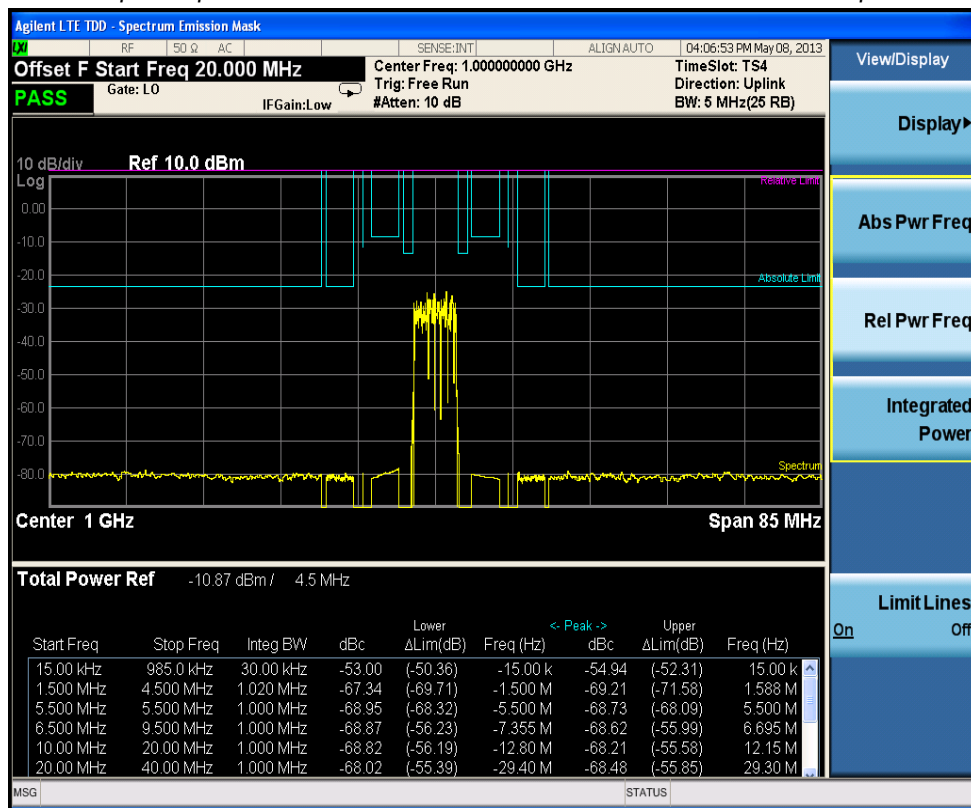 Agilent LTE TDD - Spectrum Emission Mask
LXI RF 50 Ω AC SENSE:INT ALIGN AUTO 04:06:53 PM May 08, 2013
Offset F Start Freq 20.000 MHz
Center Freq: 1.000000000 GHz
TimeSlot: TS4
Gate: LO
Trig: Free Run
Direction: Uplink
PASS
IFGain:Low
#Atten: 10 dB
BW: 5 MHz(25 RB)
10 dB/div Ref 10.0 dBm
Log
Relative Limit
0.00
-10.0
-20.0
Absolute Limit
-30.0
-40.0
-50.0
-60.0
-70.0
-80.0
Spectrum
Center 1 GHz Span 85 MHz
Total Power Ref -10.87 dBm / 4.5 MHz
Lower <- Peak -> Upper
Start Freq Stop Freq Integ BW dBc ΔLim(dB) Freq (Hz) dBc ΔLim(dB) Freq (Hz)
15.00 kHz 985.0 kHz 30.00 kHz -53.00 (-50.36) -15.00 k -54.94 (-52.31) 15.00 k
1.500 MHz 4.500 MHz 1.020 MHz -67.34 (-69.71) -1.500 M -69.21 (-71.58) 1.588 M
5.500 MHz 5.500 MHz 1.000 MHz -68.95 (-68.32) -5.500 M -68.73 (-68.09) 5.500 M
6.500 MHz 9.500 MHz 1.000 MHz -68.87 (-56.23) -7.355 M -68.62 (-55.99) 6.695 M
10.00 MHz 20.00 MHz 1.000 MHz -68.82 (-56.19) -12.80 M -68.21 (-55.58) 12.15 M
20.00 MHz 40.00 MHz 1.000 MHz -68.02 (-55.39) -29.40 M -68.48 (-55.85) 29.30 M
MSG STATUS
View/Display
Display
Abs Pwr Freq
Rel Pwr Freq
Integrated
Power
Limit Lines
On Off